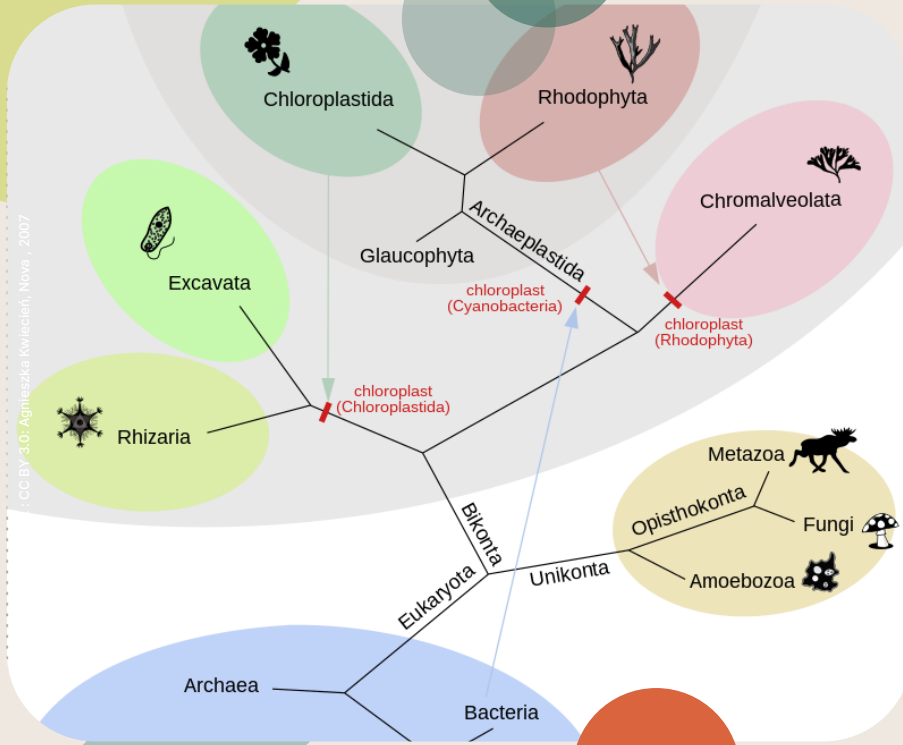 Chloroplastida
Rhodophyta
Chromalveolata
Archaeplastida
Glaucophyta
Excavata
chloroplast
(Cyanobacteria)
chloroplast
(Rhodophyta)
chloroplast
(Chloroplastida)
Rhizaria
Metazoa
Opisthokonta
Fungi
Bikonta
Unikonta
Amoebozoa
Eukaryota
Archaea
Bacteria
: CC BY 3.0: Agnieszka Kwiecień, Nova , 2007